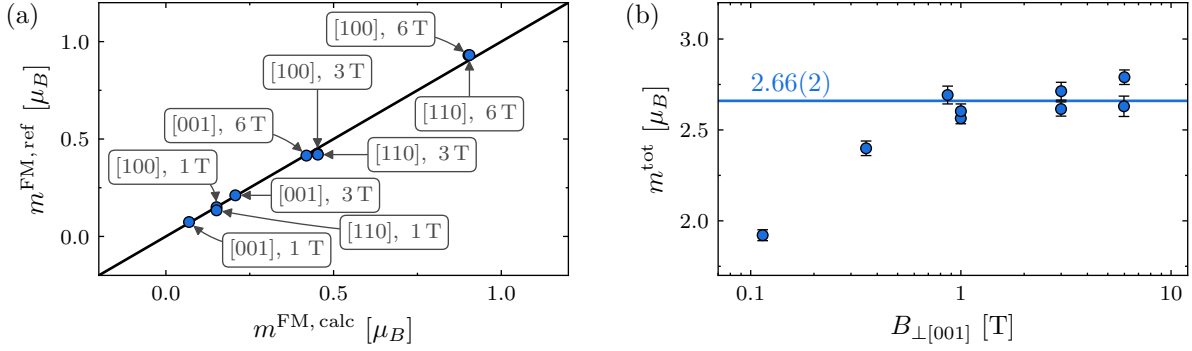 (a)
[100], 6 T
[100], 3 T
[001], 6 T
[100], 1 T
[110], 6 T
[110], 3 T
[001], 3 T
[110], 1 T
[001], 1 T
1.0
0.5
0.0
m^{FM, ref} [μ_B]
0.0 0.5 1.0
m^{FM, calc} [μ_B]
(b)
2.66(2)
3.0
2.5
2.0
m^{tot} [μ_B]
0.1 1 10
B_{⊥[001]} [T]